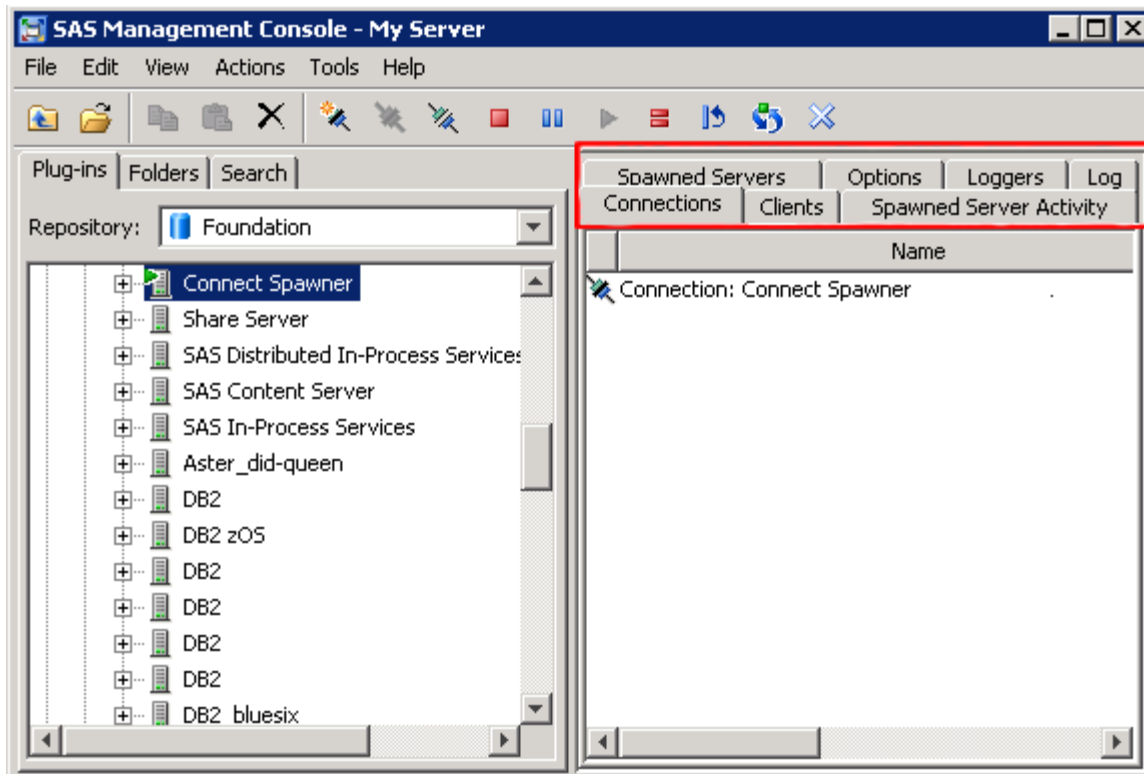 SAS Management Console - My Server
File Edit View Actions Tools Help
Plug-ins Folders Search
Repository: Foundation
Connect Spawner
Share Server
SAS Distributed In-Process Services
SAS Content Server
SAS In-Process Services
Aster_did-queen
DB2
DB2 zOS
DB2
DB2
DB2
DB2
DB2_bluesix
Spawned Servers Options Loggers Log
Connections Clients Spawned Server Activity
Name
Connection: Connect Spawner